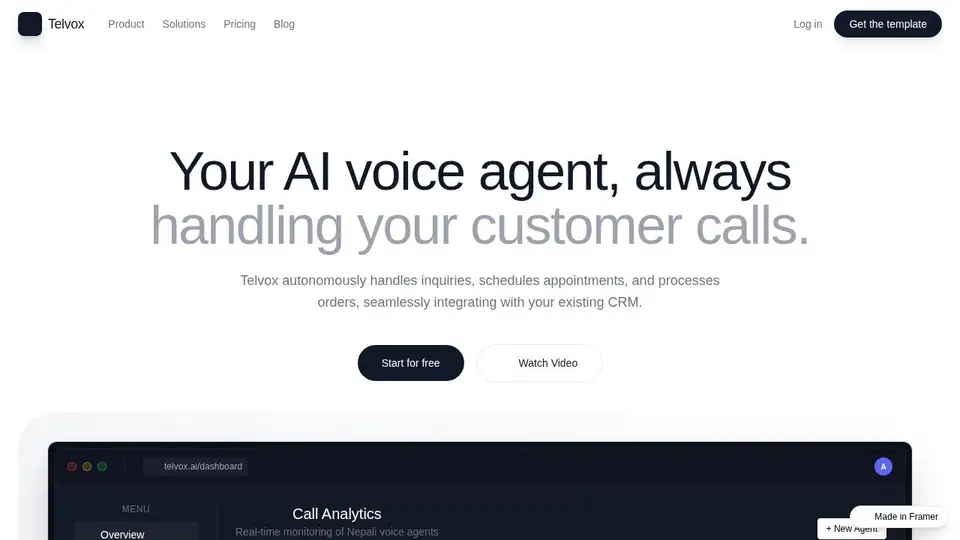 Telvox
Product
Solutions
Pricing
Blog
Log in
Get the template
Your AI voice agent, always
handling your customer calls.
Telvox autonomously handles inquiries, schedules appointments, and processes
orders, seamlessly integrating with your existing CRM.
Start for free
Watch Video
telvox.ai/dashboard
A
MENU
Overview
Call Analytics
Real-time monitoring of Nepali voice agents
+ New Agent
Made in Framer